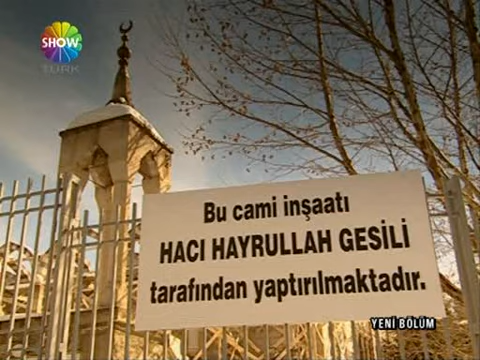 SHOW
TÜRK
Bu cami inşaatı
HACI HAYRULLAH GESİLİ
tarafından yaptırılmaktadır.
YENİ BÖLÜM